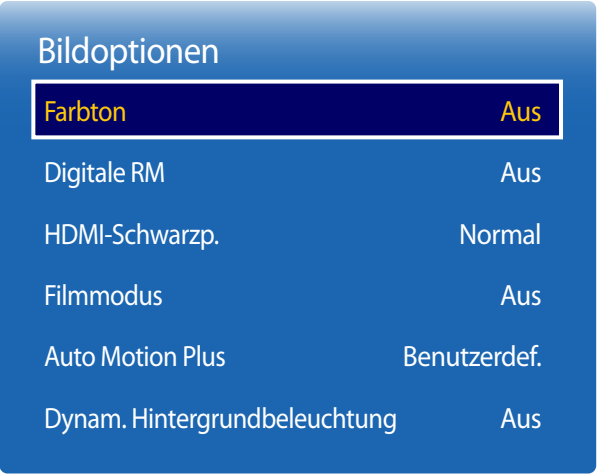 Bildoptionen
Farbton Aus
Digitale RM Aus
HDMI-Schwarzp. Normal
Filmmodus Aus
Auto Motion Plus Benutzerdef.
Dynam. Hintergrundbeleuchtung Aus